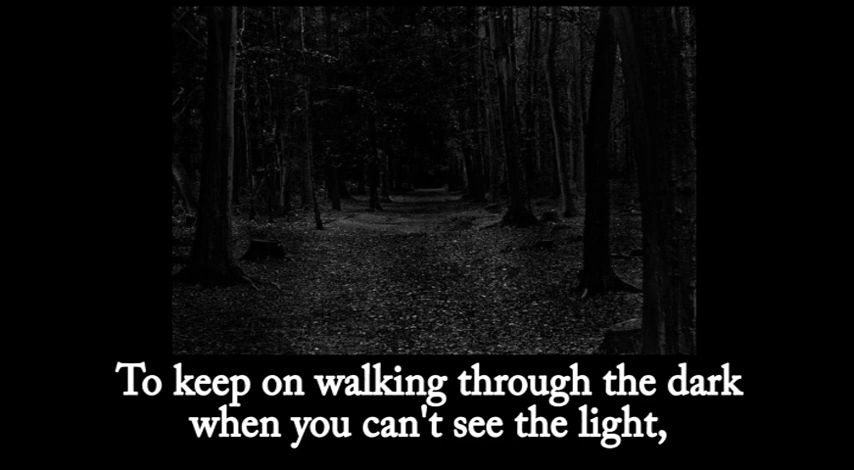 To keep on walking through the dark
when you can't see the light,